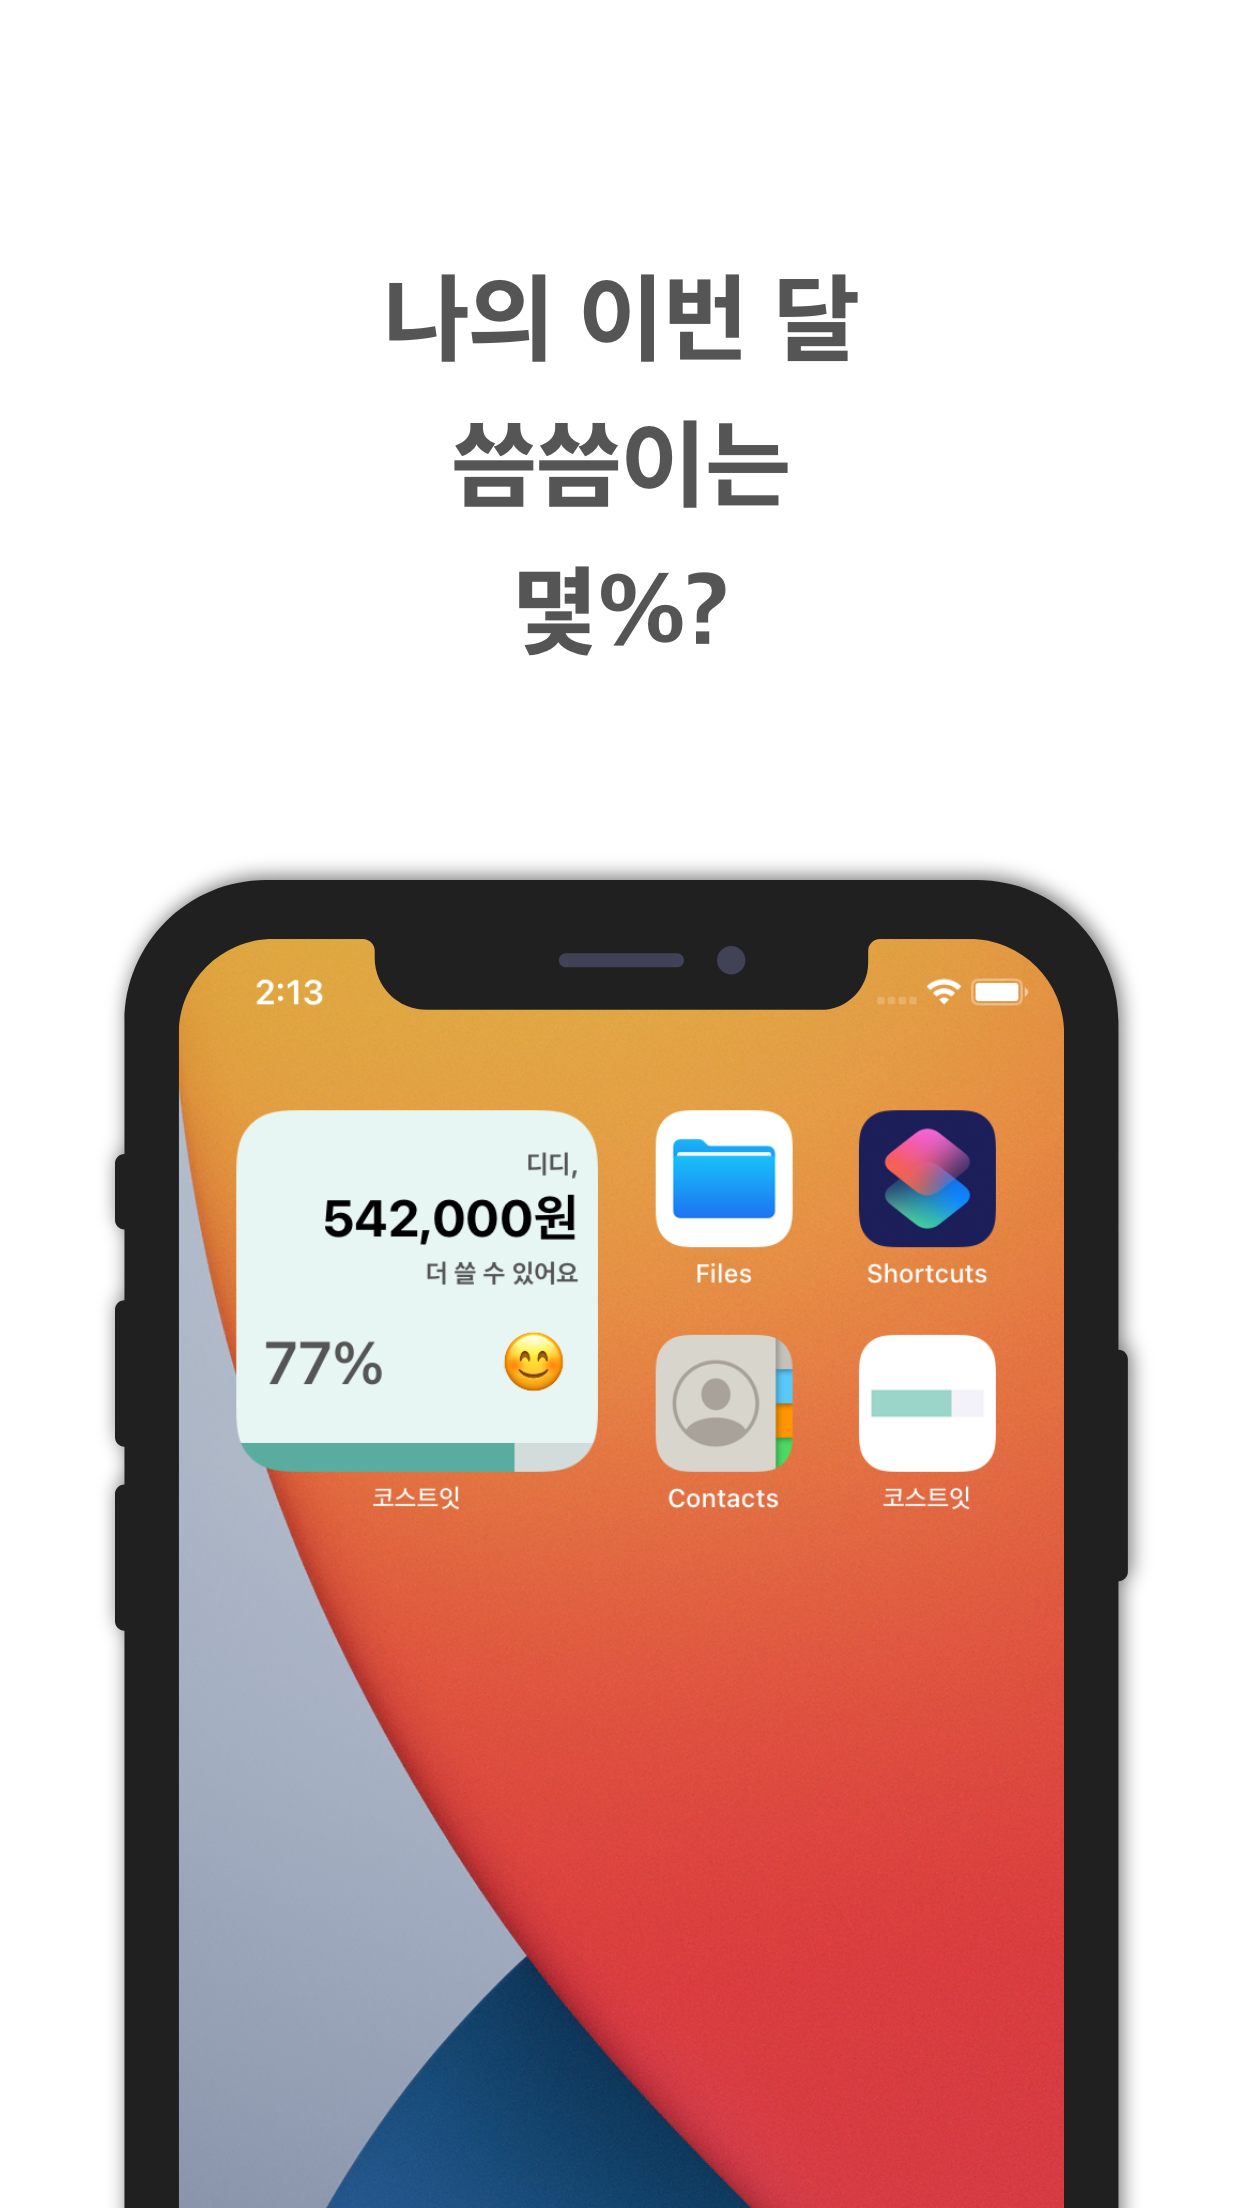 나의 이번 달
씀씀이는
몇%?
2:13
디디,
542,000원
더 쓸 수 있어요
77%
코스트잇
Files
Shortcuts
Contacts
코스트잇